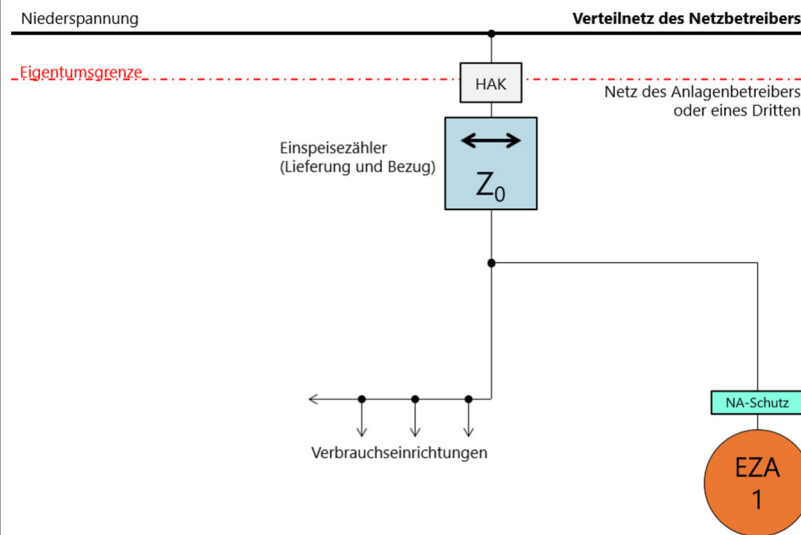 Niederspannung
Verteilnetz des Netzbetreibers
Eigentumsgrenze
HAK
Netz des Anlagenbetreibers
oder eines Dritten
Einspeisezähler
(Lieferung und Bezug)
Z₀
NA-Schutz
Verbrauchseinrichtungen
EZA
1